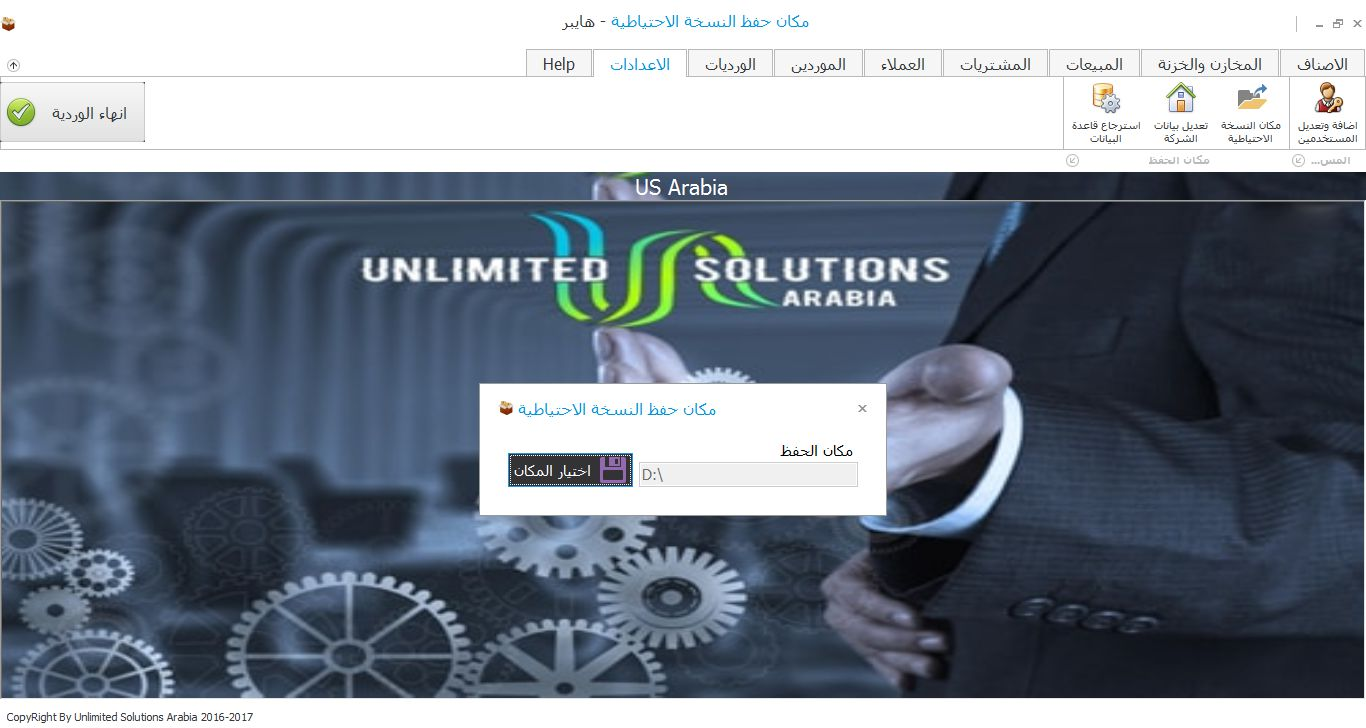 مكان حفظ النسخة الاحتياطية - هايبر
الاصناف
المخازن والخزنة
المبيعات
المشتريات
العملاء
الموردين
الورديات
الاعدادات
Help
اضافة وتعديل
المستخدمين
مكان النسخة
الاحتياطية
تعديل بيانات
الشركة
استرجاع قاعدة
البيانات
انهاء الوردية
المس...
مكان الحفظ
US Arabia
UNLIMITED SOLUTIONS
ARABIA
مكان حفظ النسخة الاحتياطية
مكان الحفظ
D:\
اختيار المكان
CopyRight By Unlimited Solutions Arabia 2016-2017